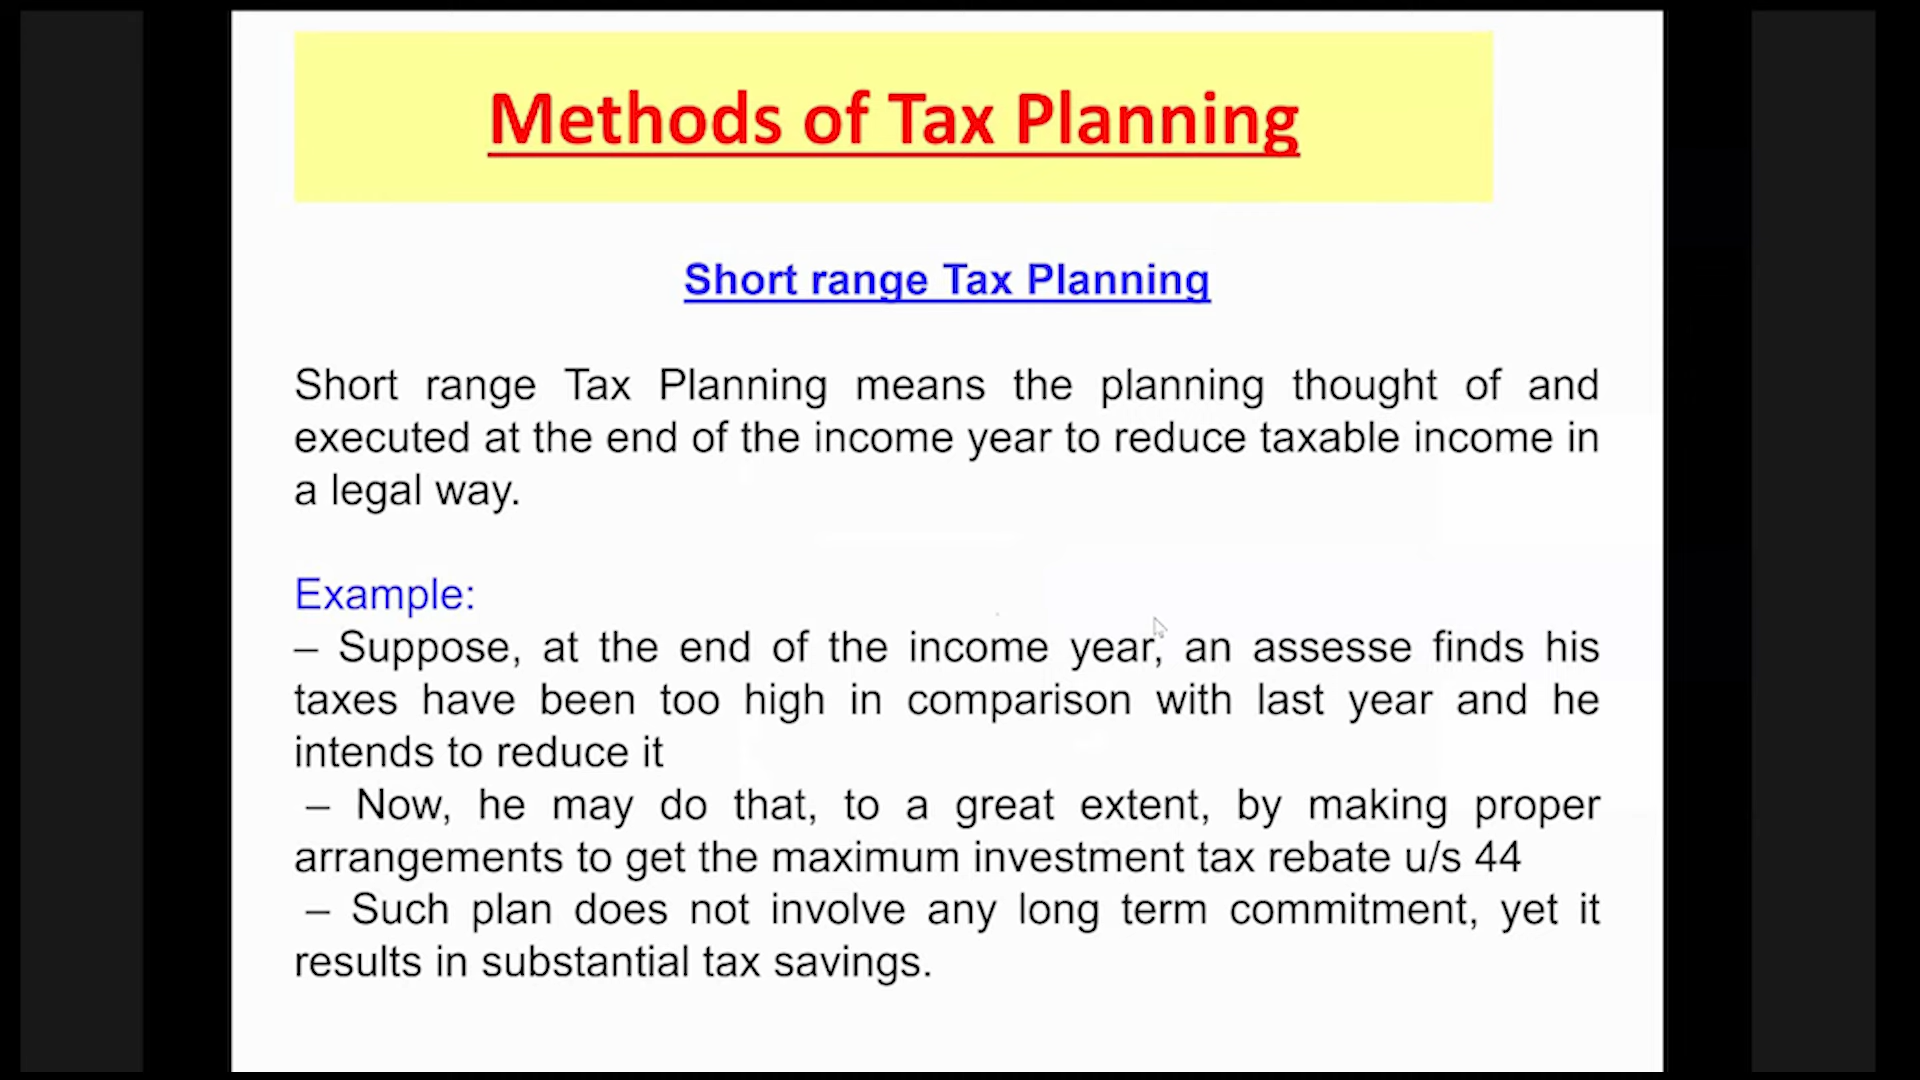 Methods of Tax Planning
Short range Tax Planning
Short range Tax Planning means the planning thought of and
executed at the end of the income year to reduce taxable income in
a legal way.
Example:
– Suppose, at the end of the income year, an assesse finds his
taxes have been too high in comparison with last year and he
intends to reduce it
– Now, he may do that, to a great extent, by making proper
arrangements to get the maximum investment tax rebate u/s 44
– Such plan does not involve any long term commitment, yet it
results in substantial tax savings.